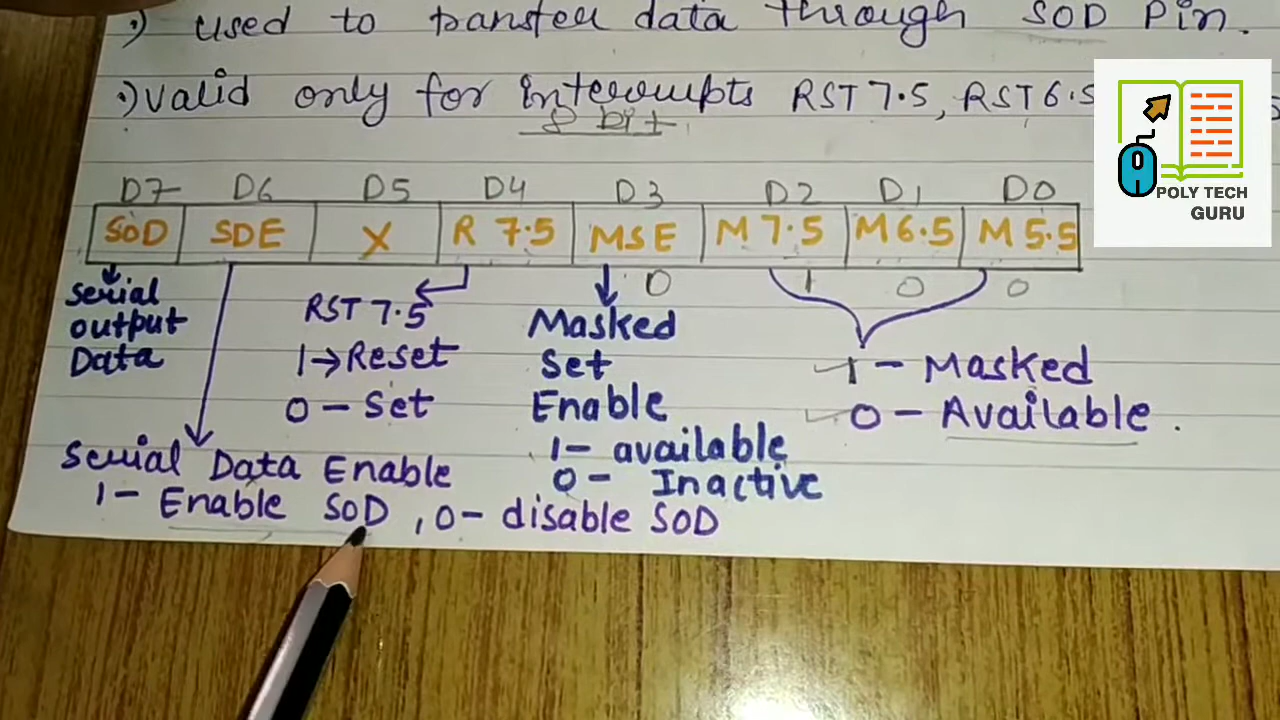 •) used to transfer data through SOD Pin.
•) valid only for Interrupts RST 7.5, RST 6.5
8 bit
D7 D6 D5 D4 D3 D2 D1 D0
SOD SDE X R 7.5 MSE M 7.5 M 6.5 M 5.5
0 1 0 0
Serial Output Data
RST 7.5
1→Reset
0 - Set
Masked Set Enable
1- available
0- Inactive
1 - Masked
0 - Available.
Serial Data Enable
1- Enable SOD, 0- disable SOD
POLY TECH
GURU